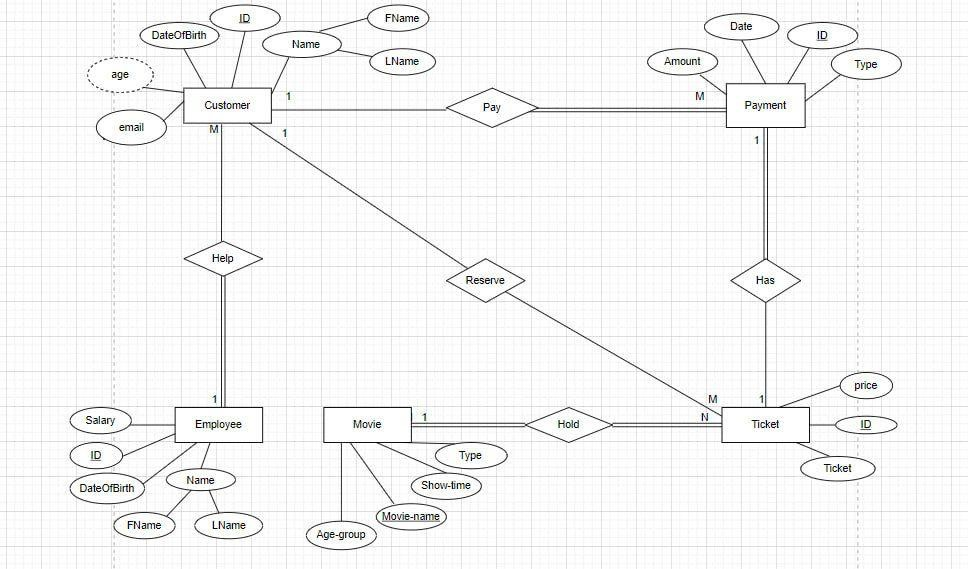 ID
FName
DateOfBirth
Name
LName
age
email
Customer
1
M
1
Pay
M
Date
ID
Amount
Type
Payment
1
Help
Reserve
Has
1
M
1
price
Salary
Employee
Movie
1
Hold
N
Ticket
ID
ID
DateOfBirth
Name
FName
LName
Type
Show-time
Movie-name
Age-group
Ticket